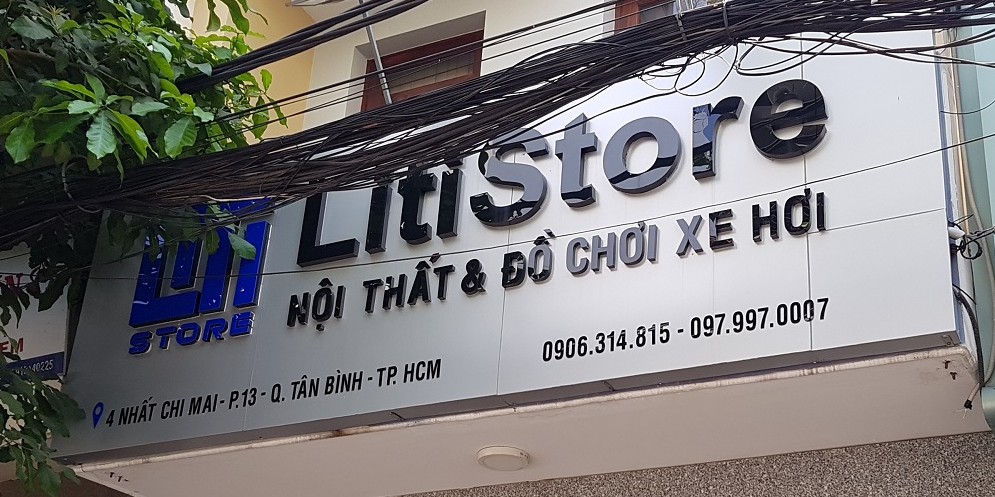 LitiStore
STORE
NỘI THẤT & ĐỒ CHƠI XE HƠI
0906.314.815 - 097.997.0007
4 NHẤT CHI MAI - P.13 - Q. TÂN BÌNH - TP. HCM
EM